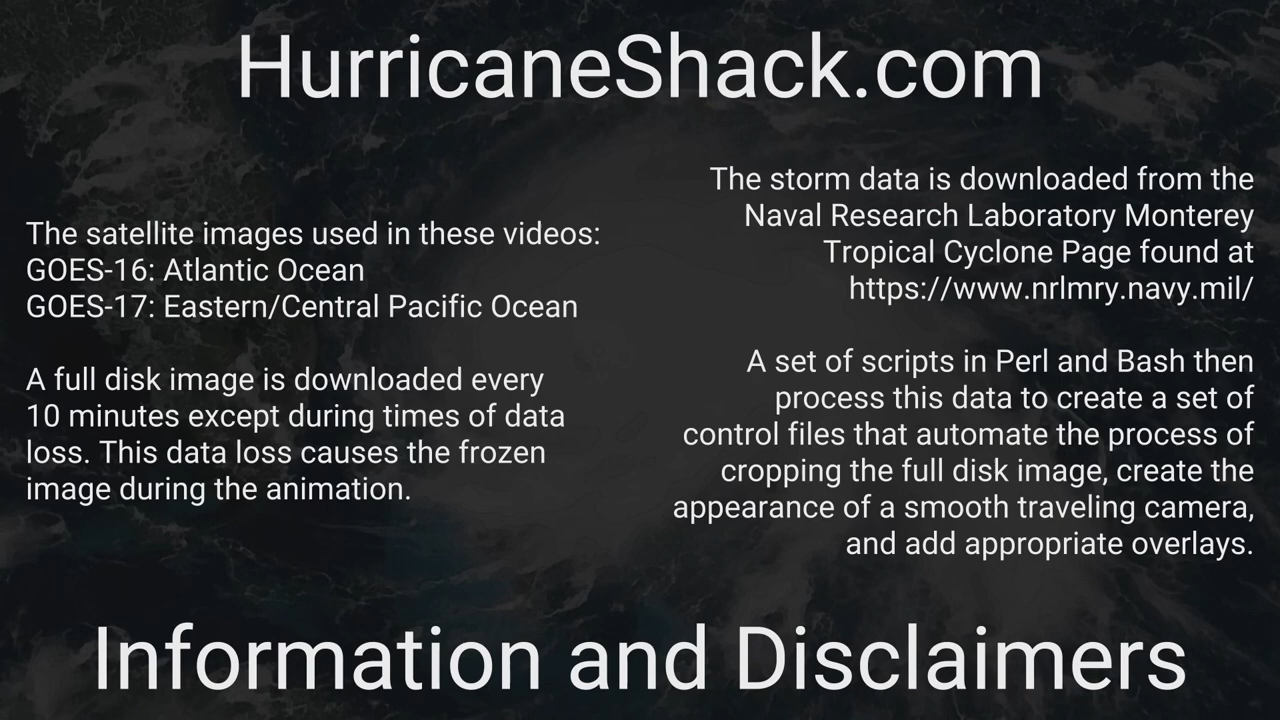 HurricaneShack.com
The satellite images used in these videos:
GOES-16: Atlantic Ocean
GOES-17: Eastern/Central Pacific Ocean
A full disk image is downloaded every
10 minutes except during times of data
loss. This data loss causes the frozen
image during the animation.
The storm data is downloaded from the
Naval Research Laboratory Monterey
Tropical Cyclone Page found at
https://www.nrlmry.navy.mil/
A set of scripts in Perl and Bash then
process this data to create a set of
control files that automate the process of
cropping the full disk image, create the
appearance of a smooth traveling camera,
and add appropriate overlays.
Information and Disclaimers